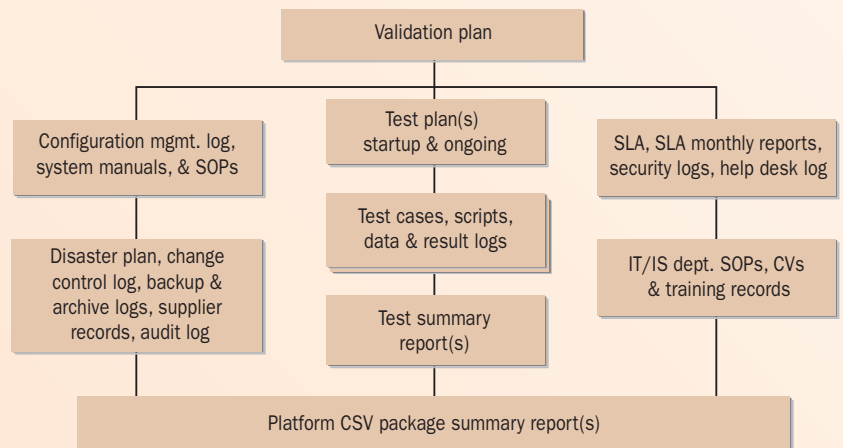 Validation plan
Configuration mgmt. log,
system manuals, & SOPs
Disaster plan, change
control log, backup &
archive logs, supplier
records, audit log
Test plan(s)
startup & ongoing
Test cases, scripts,
data & result logs
Test summary
report(s)
SLA, SLA monthly reports,
security logs, help desk log
IT/IS dept. SOPs, CVs
& training records
Platform CSV package summary report(s)